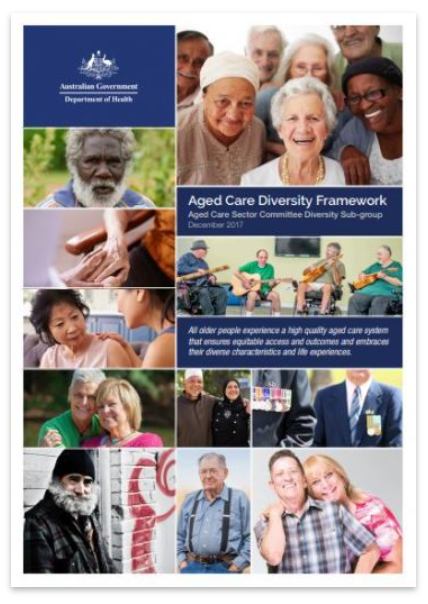 Australian Government
Department of Health
Aged Care Diversity Framework
Aged Care Sector Committee Diversity Sub-group
December 2017
All older people experience a high quality aged care system
that ensures equitable access and outcomes and embraces
their diverse characteristics and life experiences.